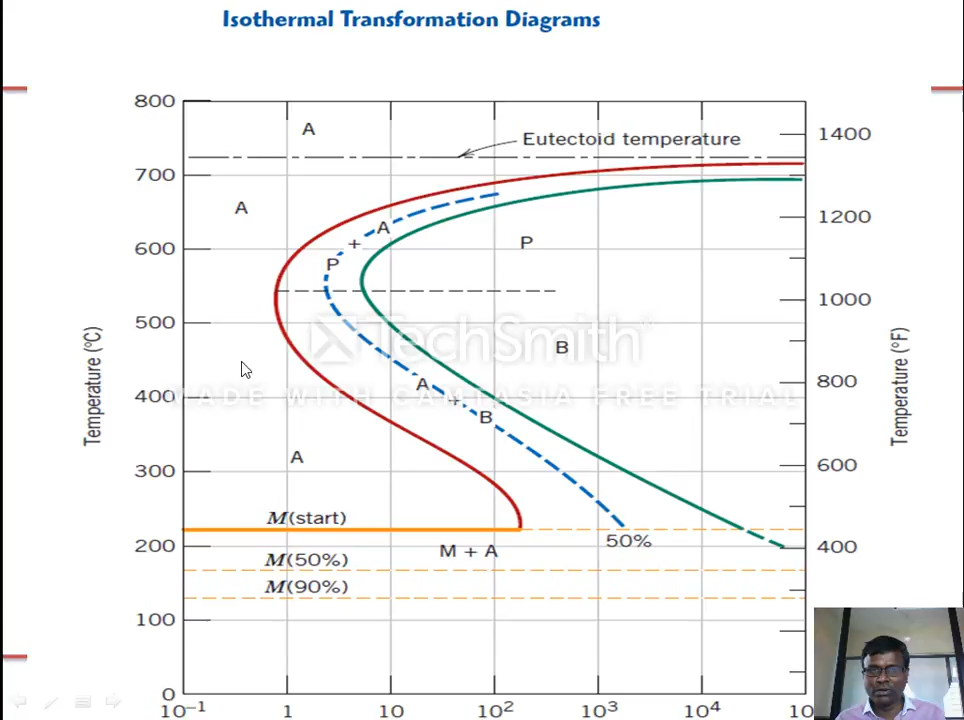 Isothermal Transformation Diagrams
800
A
Eutectoid temperature
1400
700
A
A
1200
600
+
P
P
1000
500
TechSmith
B
Temperature (°C)
Temperature (°F)
A
800
400
MADE WITH CAMTASIA FREE TRIAL
+
B
A
300
600
M(start)
200
M + A
50%
400
M(50%)
M(90%)
100
0
10⁻¹
1
10
10²
10³
10⁴
10